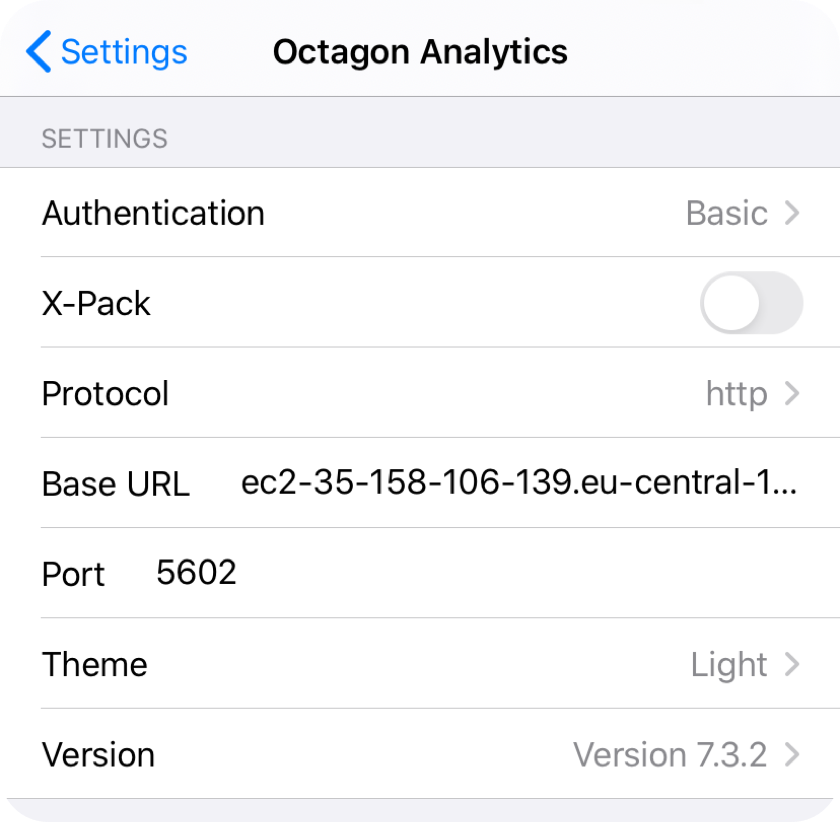 Settings Octagon Analytics
SETTINGS
Authentication Basic
X-Pack
Protocol http
Base URL ec2-35-158-106-139.eu-central-1...
Port 5602
Theme Light
Version Version 7.3.2